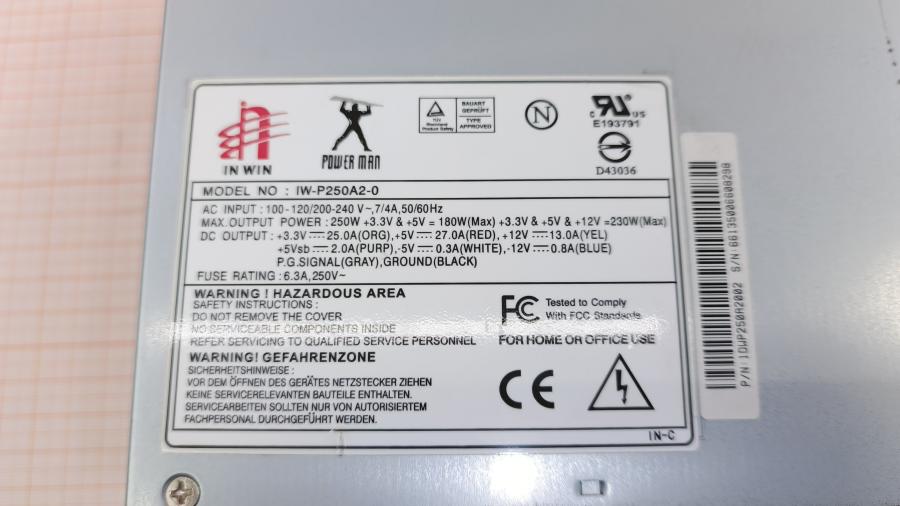 IN WIN
POWER MAN
TÜV
Rheinland
Product Safety
BAUART
GEPRÜFT
TYPE
APPROVED
N
c RU us
E193791
D43036
MODEL NO : IW-P250A2-0
AC INPUT : 100-120/200-240 V~,7/4A,50/60Hz
MAX. OUTPUT POWER : 250W +3.3V & +5V = 180W(Max) +3.3V & +5V & +12V =230W(Max)
DC OUTPUT : +3.3V ⎓ 25.0A(ORG),+5V ⎓ 27.0A(RED), +12V ⎓ 13.0A(YEL)
+5Vsb ⎓ 2.0A(PURP),-5V ⎓ 0.3A(WHITE),-12V ⎓ 0.8A(BLUE)
P.G.SIGNAL(GRAY),GROUND(BLACK)
FUSE RATING : 6.3A,250V~
WARNING ! HAZARDOUS AREA
SAFETY INSTRUCTIONS :
DO NOT REMOVE THE COVER
NO SERVICEABLE COMPONENTS INSIDE
REFER SERVICING TO QUALIFIED SERVICE PERSONNEL
FC Tested to Comply
With FCC Standards
FOR HOME OR OFFICE USE
WARNUNG! GEFAHRENZONE
SICHERHEITSHINWEISE :
VOR DEM ÖFFNEN DES GERÄTES NETZSTECKER ZIEHEN
KEINE SERVICERELEVANTEN BAUTEILE ENTHALTEN.
SERVICEARBEITEN SOLLTEN NUR VON AUTORISIERTEM
FACHPERSONAL DURCHGEFÜHRT WERDEN.
CE
IN-C
P/N:IDWP250A2002 S/N:66135006608298